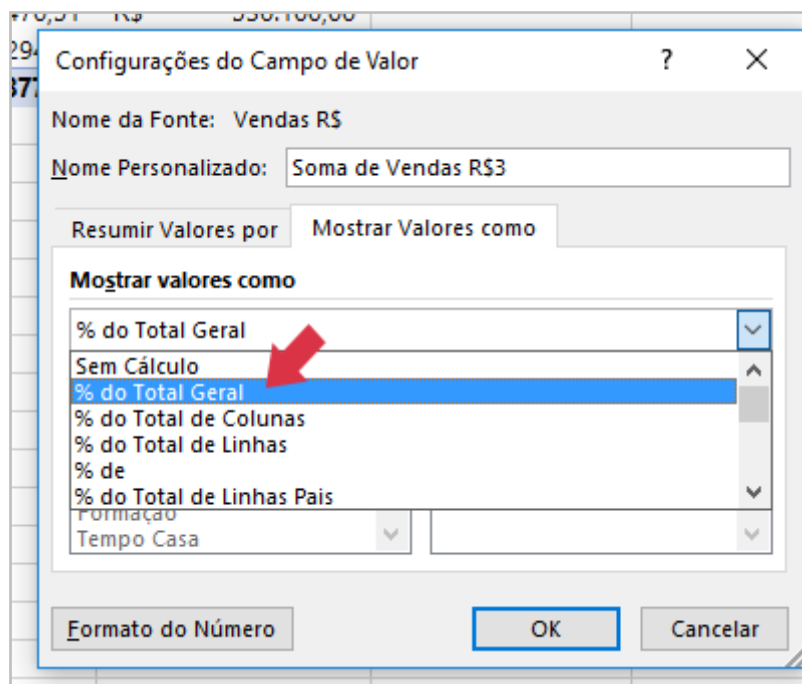 Configurações do Campo de Valor ?
Nome da Fonte: Vendas R$
Nome Personalizado: Soma de Vendas R$3
Resumir Valores por Mostrar Valores como
Mostrar valores como
% do Total Geral
Sem Cálculo
% do Total Geral
% do Total de Colunas
% do Total de Linhas
% de
% do Total de Linhas Pais
Formação
Tempo Casa
Formato do Número OK Cancelar